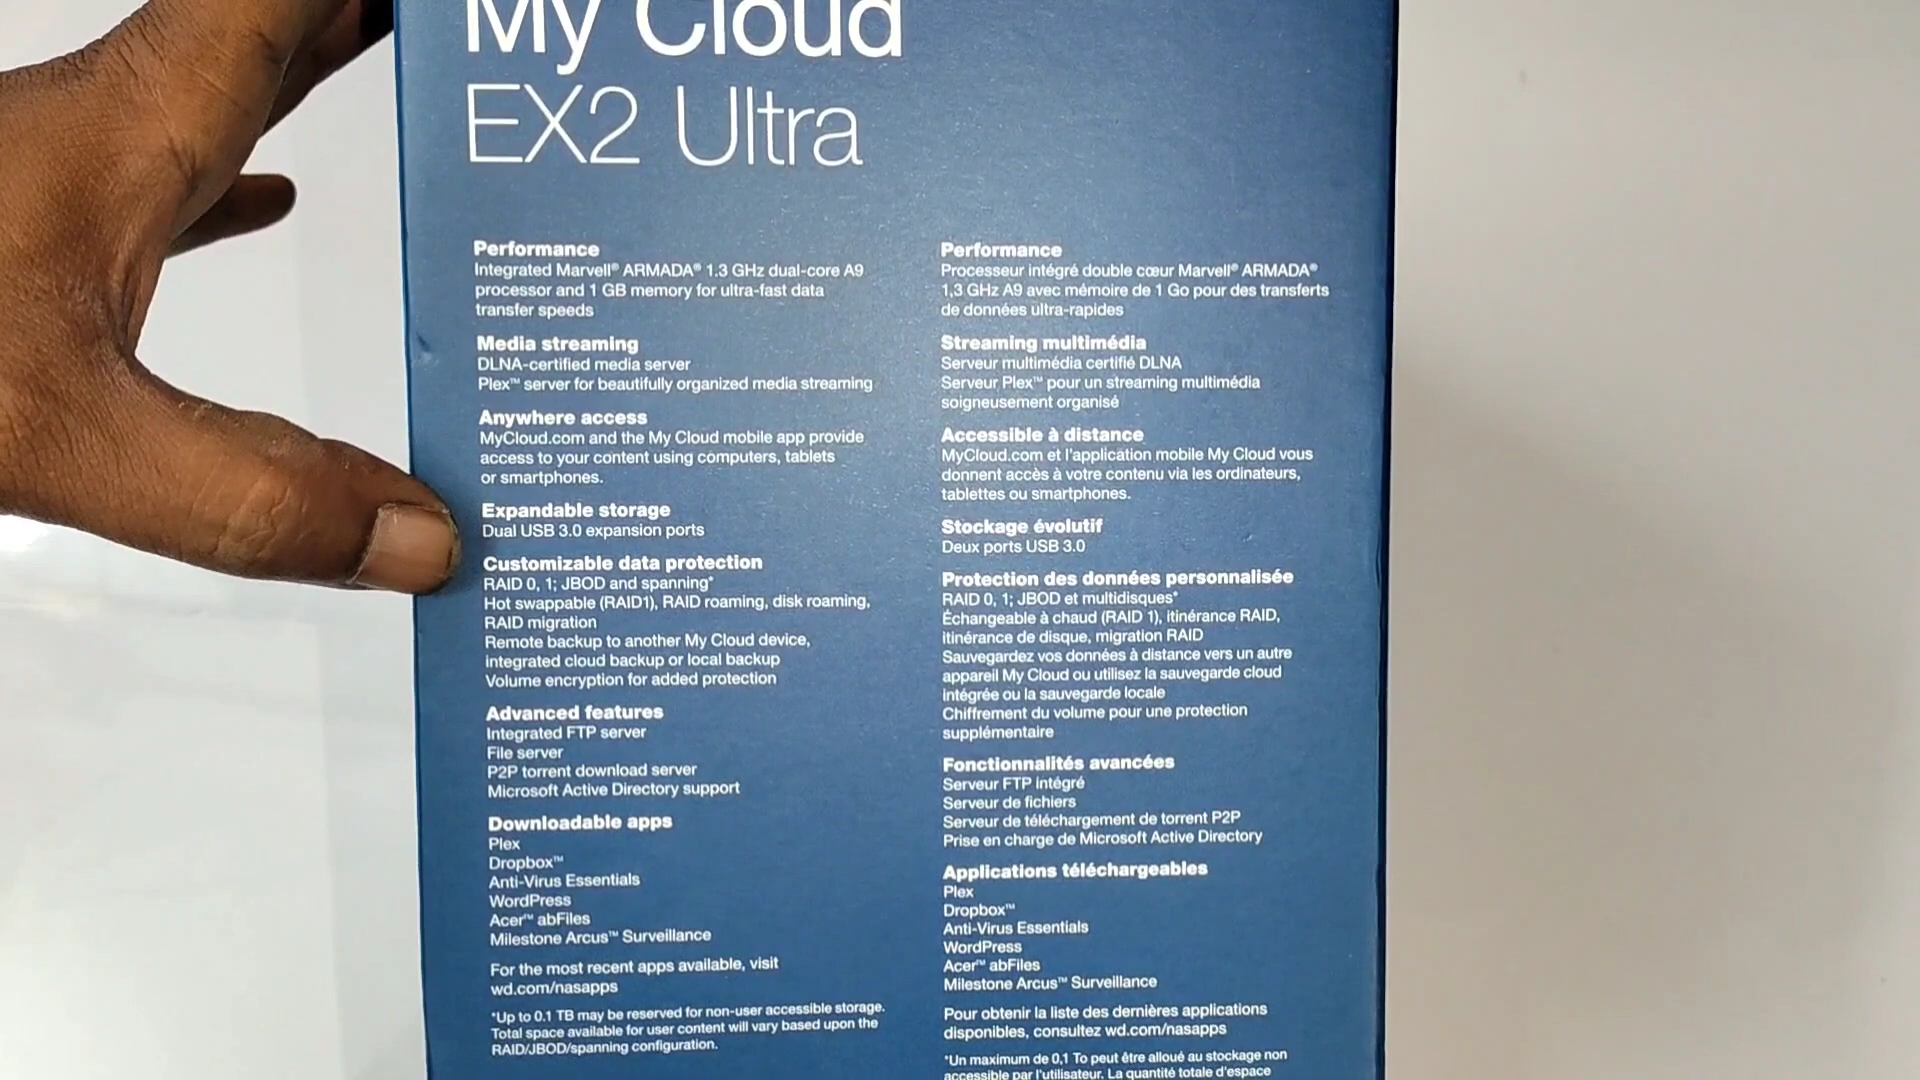 My Cloud
EX2 Ultra
Performance
Integrated Marvell® ARMADA® 1.3 GHz dual-core A9
processor and 1 GB memory for ultra-fast data
transfer speeds
Media streaming
DLNA-certified media server
Plex™ server for beautifully organized media streaming
Anywhere access
MyCloud.com and the My Cloud mobile app provide
access to your content using computers, tablets
or smartphones.
Expandable storage
Dual USB 3.0 expansion ports
Customizable data protection
RAID 0, 1; JBOD and spanning*
Hot swappable (RAID1), RAID roaming, disk roaming,
RAID migration
Remote backup to another My Cloud device,
integrated cloud backup or local backup
Volume encryption for added protection
Advanced features
Integrated FTP server
File server
P2P torrent download server
Microsoft Active Directory support
Downloadable apps
Plex
Dropbox™
Anti-Virus Essentials
WordPress
Acer™ abFiles
Milestone Arcus™ Surveillance
For the most recent apps available, visit
wd.com/nasapps
*Up to 0.1 TB may be reserved for non-user accessible storage.
Total space available for user content will vary based upon the
RAID/JBOD/spanning configuration.
Performance
Processeur intégré double cœur Marvell® ARMADA®
1,3 GHz A9 avec mémoire de 1 Go pour des transferts
de données ultra-rapides
Streaming multimédia
Serveur multimédia certifié DLNA
Serveur Plex™ pour un streaming multimédia
soigneusement organisé
Accessible à distance
MyCloud.com et l'application mobile My Cloud vous
donnent accès à votre contenu via les ordinateurs,
tablettes ou smartphones.
Stockage évolutif
Deux ports USB 3.0
Protection des données personnalisée
RAID 0, 1; JBOD et multidisques*
Échangeable à chaud (RAID 1), itinérance RAID,
itinérance de disque, migration RAID
Sauvegardez vos données à distance vers un autre
appareil My Cloud ou utilisez la sauvegarde cloud
intégrée ou la sauvegarde locale
Chiffrement du volume pour une protection
supplémentaire
Fonctionnalités avancées
Serveur FTP intégré
Serveur de fichiers
Serveur de téléchargement de torrent P2P
Prise en charge de Microsoft Active Directory
Applications téléchargeables
Plex
Dropbox™
Anti-Virus Essentials
WordPress
Acer™ abFiles
Milestone Arcus™ Surveillance
Pour obtenir la liste des dernières applications
disponibles, consultez wd.com/nasapps
*Un maximum de 0,1 To peut être alloué au stockage non
accessible par l'utilisateur. La quantité totale d'espace